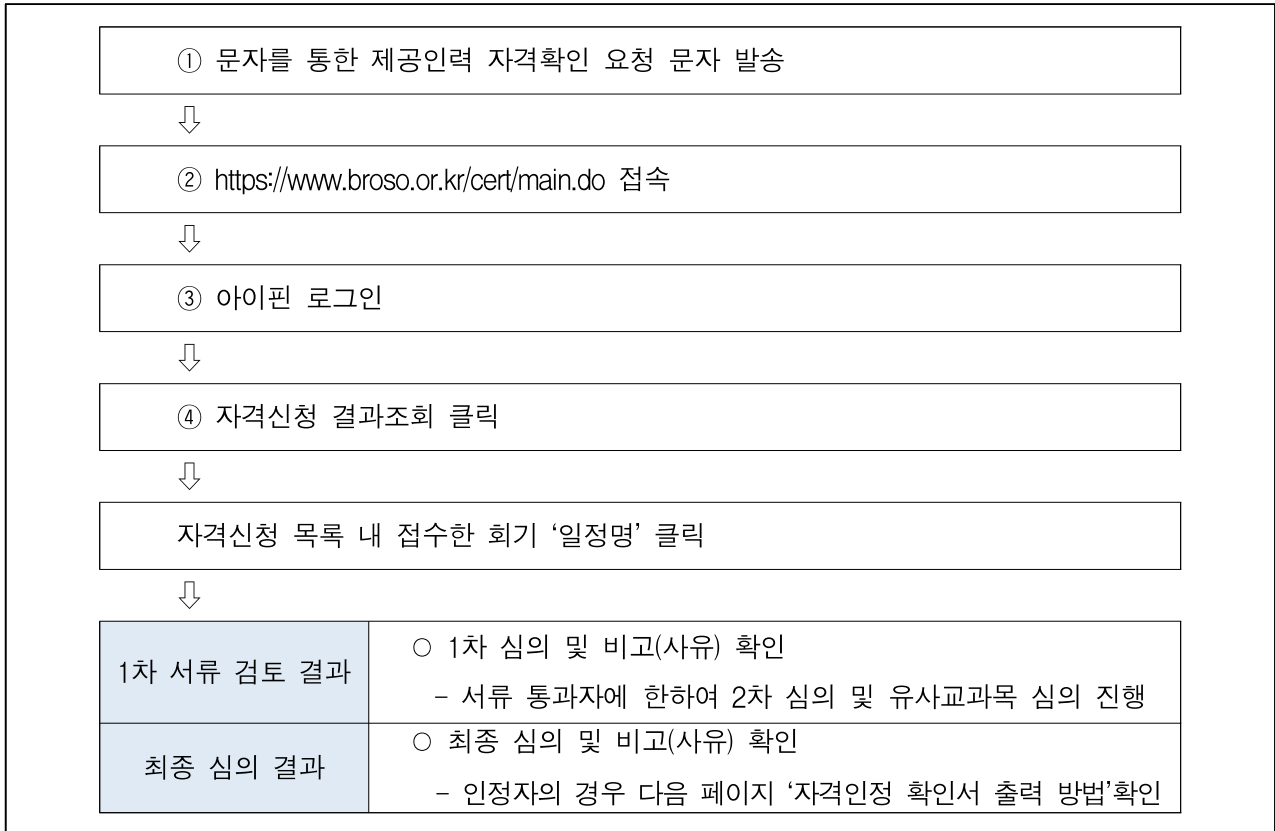 ① 문자를 통한 제공인력 자격확인 요청 문자 발송
⇩
② https://www.broso.or.kr/cert/main.do 접속
⇩
③ 아이핀 로그인
⇩
④ 자격신청 결과조회 클릭
⇩
자격신청 목록 내 접수한 회기 ‘일정명’ 클릭
⇩
1차 서류 검토 결과
○ 1차 심의 및 비고(사유) 확인
- 서류 통과자에 한하여 2차 심의 및 유사교과목 심의 진행
최종 심의 결과
○ 최종 심의 및 비고(사유) 확인
- 인정자의 경우 다음 페이지 ‘자격인정 확인서 출력 방법’확인